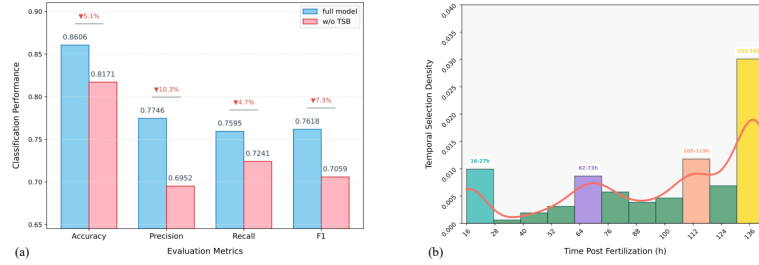 0.90
0.85
0.80
0.75
0.70
0.65
Classification Performance
full model
w/o TSB
▼5.1%
0.8606
0.8171
▼10.3%
0.7746
0.6952
▼4.7%
0.7595
0.7241
▼7.3%
0.7618
0.7059
Accuracy Precision Recall F1
Evaluation Metrics
(a)
0.040
0.035
0.030
0.025
0.020
0.015
0.010
0.005
0.000
Temporal Selection Density
16-27h
62-73h
108-119h
16 28 40 52 64 76 88 100 112 124 136
Time Post Fertilization (h)
(b)